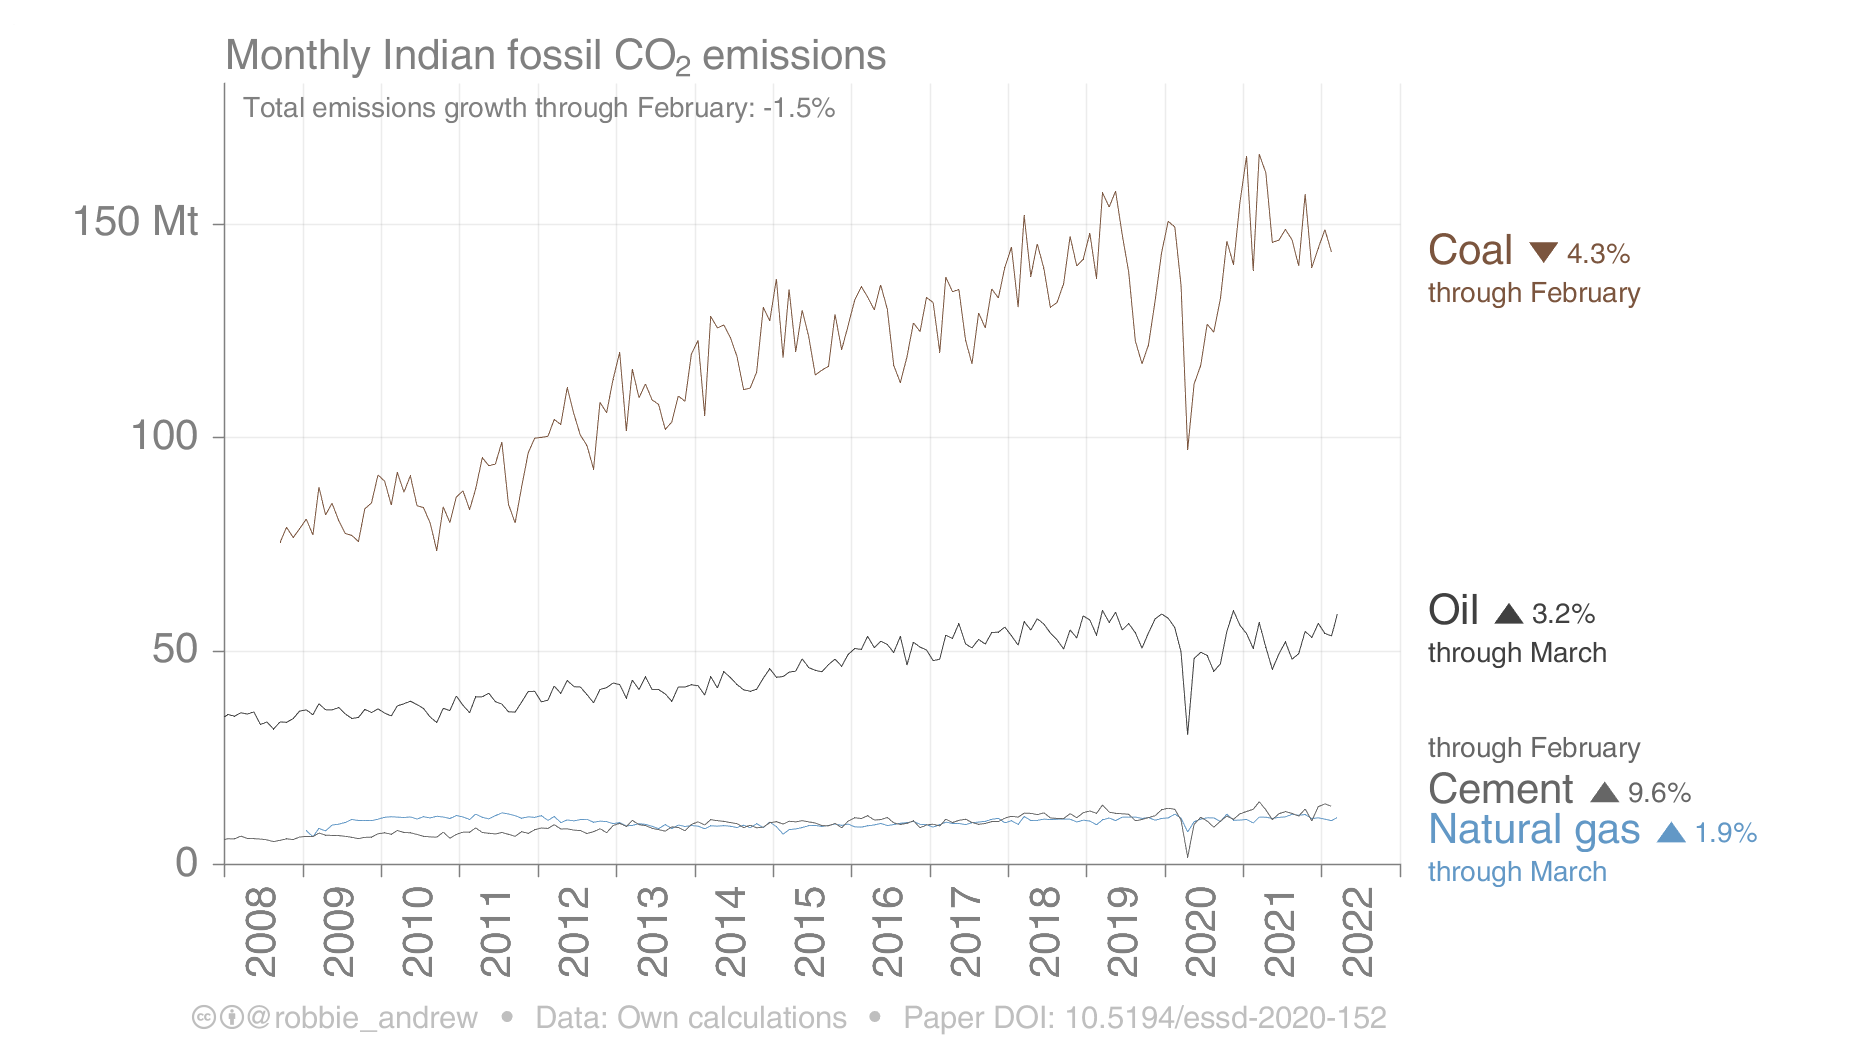 Monthly Indian fossil CO₂ emissions
Total emissions growth through February: -1.5%
150 Mt
100
50
0
Coal ▼ 4.3%
through February
Oil ▲ 3.2%
through March
through February
Cement ▲ 9.6%
Natural gas ▲ 1.9%
through March
2008 2009 2010 2011 2012 2013 2014 2015 2016 2017 2018 2019 2020 2021 2022
cc @robbie_andrew • Data: Own calculations • Paper DOI: 10.5194/essd-2020-152